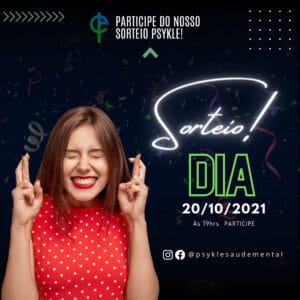 PARTICIPE DO NOSSO
SORTEIO PSYKLE!
Sorteio!
DIA
20/10/2021
Às 19hrs PARTICIPE
@psyklesaudemental